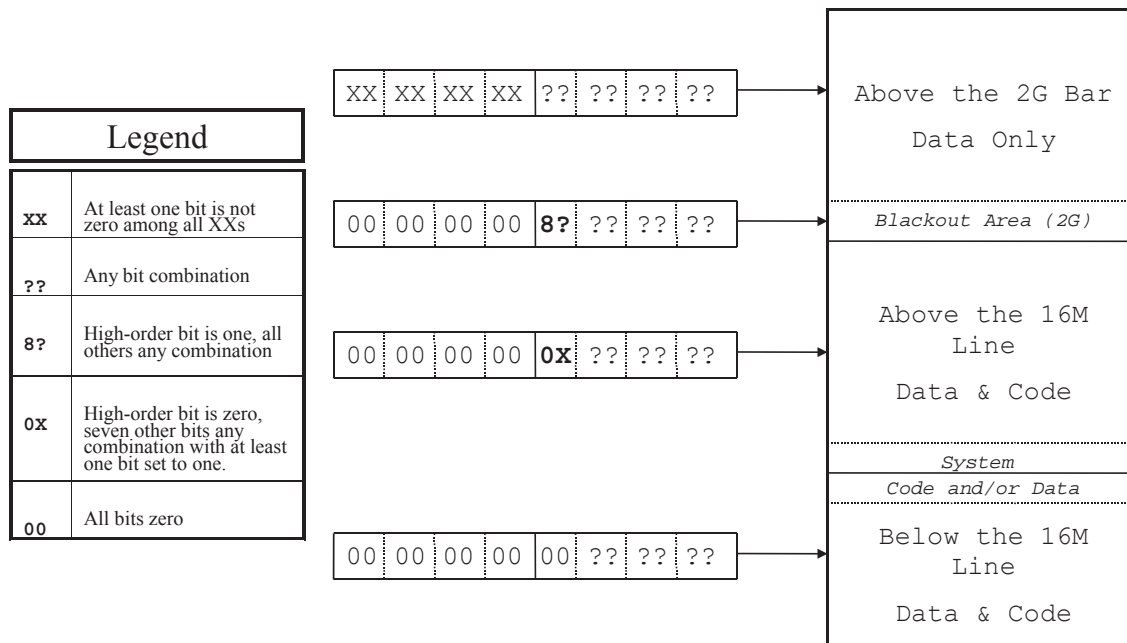 Legend
XX At least one bit is not
zero among all XXs
?? Any bit combination
8? High-order bit is one, all
others any combination
0X High-order bit is zero,
seven other bits any
combination with at least
one bit set to one.
00 All bits zero
XX XX XX XX ?? ?? ?? ??
00 00 00 00 8? ?? ?? ??
00 00 00 00 0X ?? ?? ??
00 00 00 00 00 ?? ?? ??
Above the 2G Bar
Data Only
Blackout Area (2G)
Above the 16M
Line
Data & Code
System
Code and/or Data
Below the 16M
Line
Data & Code